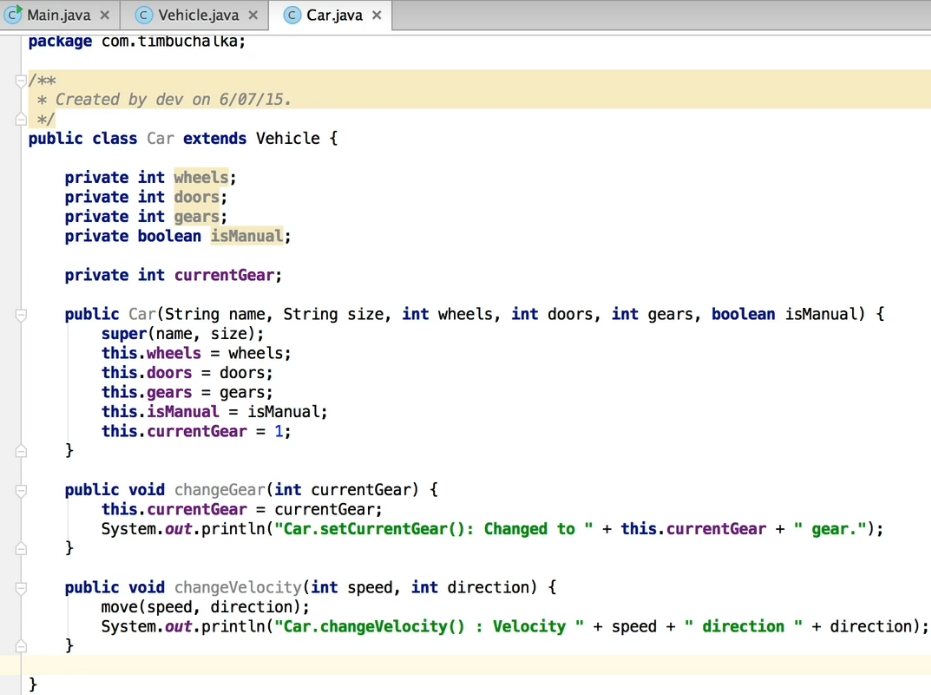 Main.java × Vehicle.java × Car.java ×
package com.timbuchalka;
/**
 * Created by dev on 6/07/15.
 */
public class Car extends Vehicle {
    private int wheels;
    private int doors;
    private int gears;
    private boolean isManual;
    private int currentGear;
    public Car(String name, String size, int wheels, int doors, int gears, boolean isManual) {
        super(name, size);
        this.wheels = wheels;
        this.doors = doors;
        this.gears = gears;
        this.isManual = isManual;
        this.currentGear = 1;
    }
    public void changeGear(int currentGear) {
        this.currentGear = currentGear;
        System.out.println("Car.setCurrentGear(): Changed to " + this.currentGear + " gear.");
    }
    public void changeVelocity(int speed, int direction) {
        move(speed, direction);
        System.out.println("Car.changeVelocity() : Velocity " + speed + " direction " + direction);
    }
}